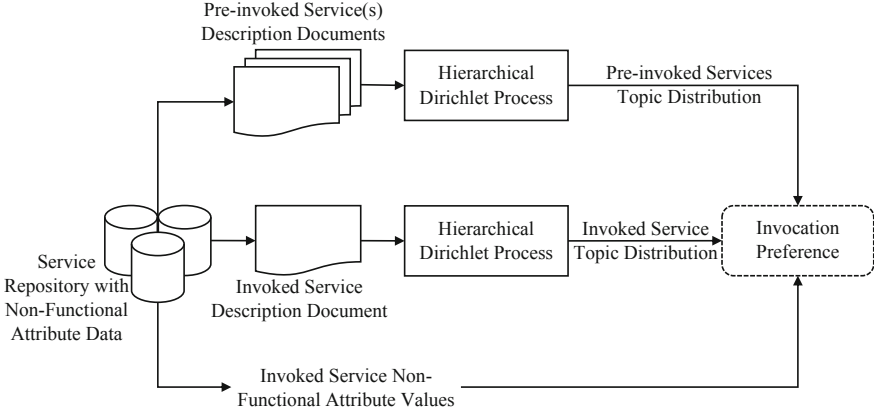 Pre-invoked Service(s)
Description Documents
Hierarchical
Dirichlet Process
Pre-invoked Services
Topic Distribution
Service
Repository with
Non-Functional
Attribute Data
Invoked Service
Description Document
Hierarchical
Dirichlet Process
Invoked Service
Topic Distribution
Invocation
Preference
Invoked Service Non-
Functional Attribute Values